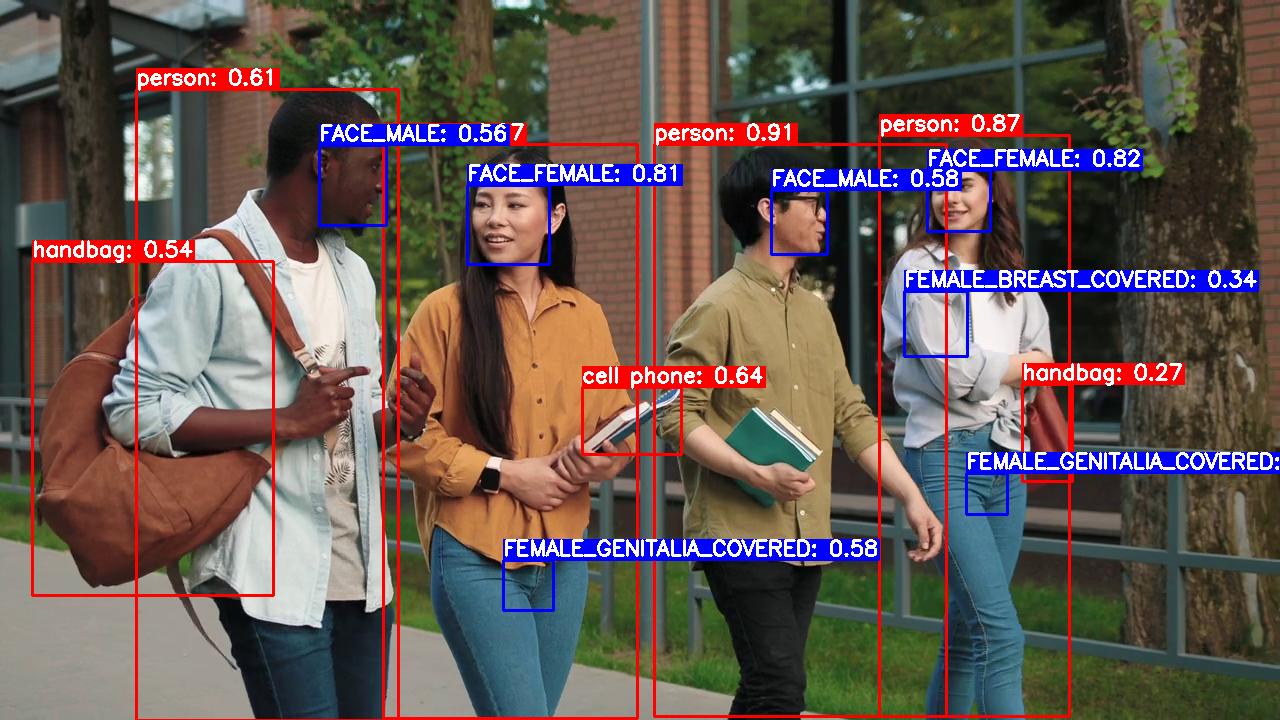 person: 0.61
person: 0.91
person: 0.87
FACE_MALE: 0.56
7
FACE_FEMALE: 0.82
FACE_FEMALE: 0.81
FACE_MALE: 0.58
handbag: 0.54
FEMALE_BREAST_COVERED: 0.34
cell phone: 0.64
handbag: 0.27
FEMALE_GENITALIA_COVERED:
FEMALE_GENITALIA_COVERED: 0.58